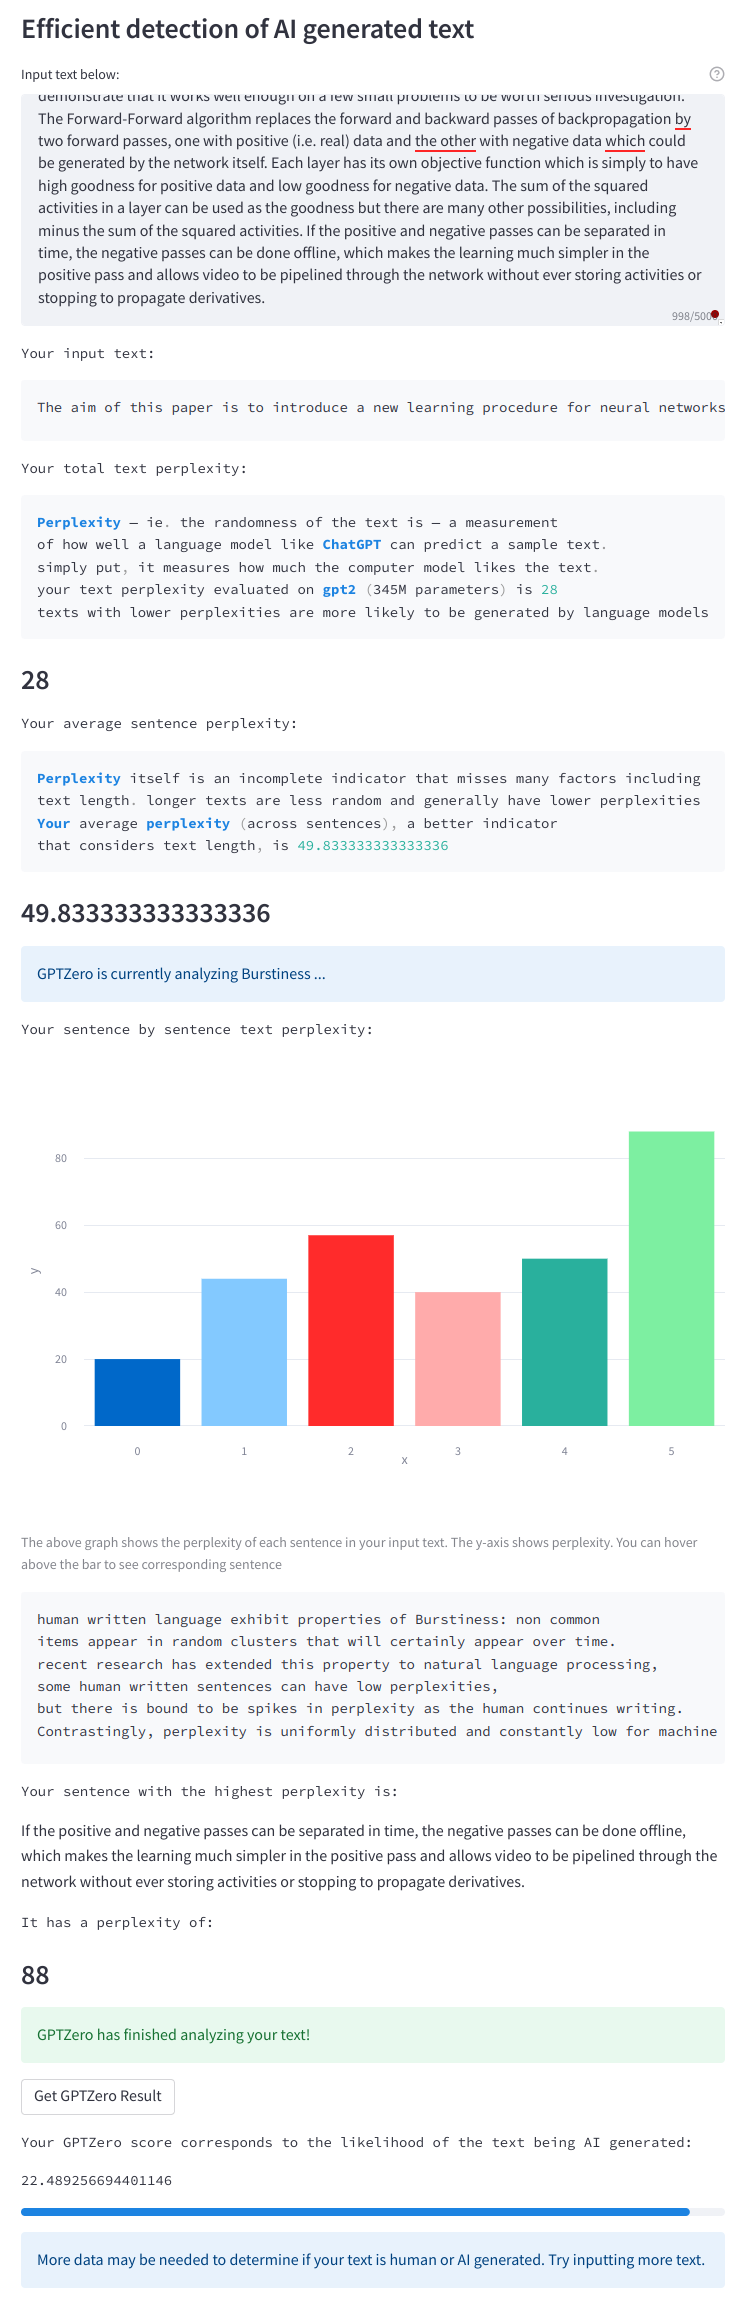 Efficient detection of AI generated text
Input text below:
demonstrate that it works well enough on a few small problems to be worth serious investigation.
The Forward-Forward algorithm replaces the forward and backward passes of backpropagation by
two forward passes, one with positive (i.e. real) data and the other with negative data which could
be generated by the network itself. Each layer has its own objective function which is simply to have
high goodness for positive data and low goodness for negative data. The sum of the squared
activities in a layer can be used as the goodness but there are many other possibilities, including
minus the sum of the squared activities. If the positive and negative passes can be separated in
time, the negative passes can be done offline, which makes the learning much simpler in the
positive pass and allows video to be pipelined through the network without ever storing activities or
stopping to propagate derivatives.
998/5000
Your input text:
The aim of this paper is to introduce a new learning procedure for neural networks
Your total text perplexity:
Perplexity — ie. the randomness of the text is — a measurement
of how well a language model like ChatGPT can predict a sample text.
simply put, it measures how much the computer model likes the text.
your text perplexity evaluated on gpt2 (345M parameters) is 28
texts with lower perplexities are more likely to be generated by language models
28
Your average sentence perplexity:
Perplexity itself is an incomplete indicator that misses many factors including
text length. longer texts are less random and generally have lower perplexities
Your average perplexity (across sentences), a better indicator
that considers text length, is 49.833333333333336
49.833333333333336
GPTZero is currently analyzing Burstiness ...
Your sentence by sentence text perplexity:
80
60
y
40
20
0
0 1 2 3 4 5
x
The above graph shows the perplexity of each sentence in your input text. The y-axis shows perplexity. You can hover
above the bar to see corresponding sentence
human written language exhibit properties of Burstiness: non common
items appear in random clusters that will certainly appear over time.
recent research has extended this property to natural language processing,
some human written sentences can have low perplexities,
but there is bound to be spikes in perplexity as the human continues writing.
Contrastingly, perplexity is uniformly distributed and constantly low for machine
Your sentence with the highest perplexity is:
If the positive and negative passes can be separated in time, the negative passes can be done offline,
which makes the learning much simpler in the positive pass and allows video to be pipelined through the
network without ever storing activities or stopping to propagate derivatives.
It has a perplexity of:
88
GPTZero has finished analyzing your text!
Get GPTZero Result
Your GPTZero score corresponds to the likelihood of the text being AI generated:
22.489256694401146
More data may be needed to determine if your text is human or AI generated. Try inputting more text.